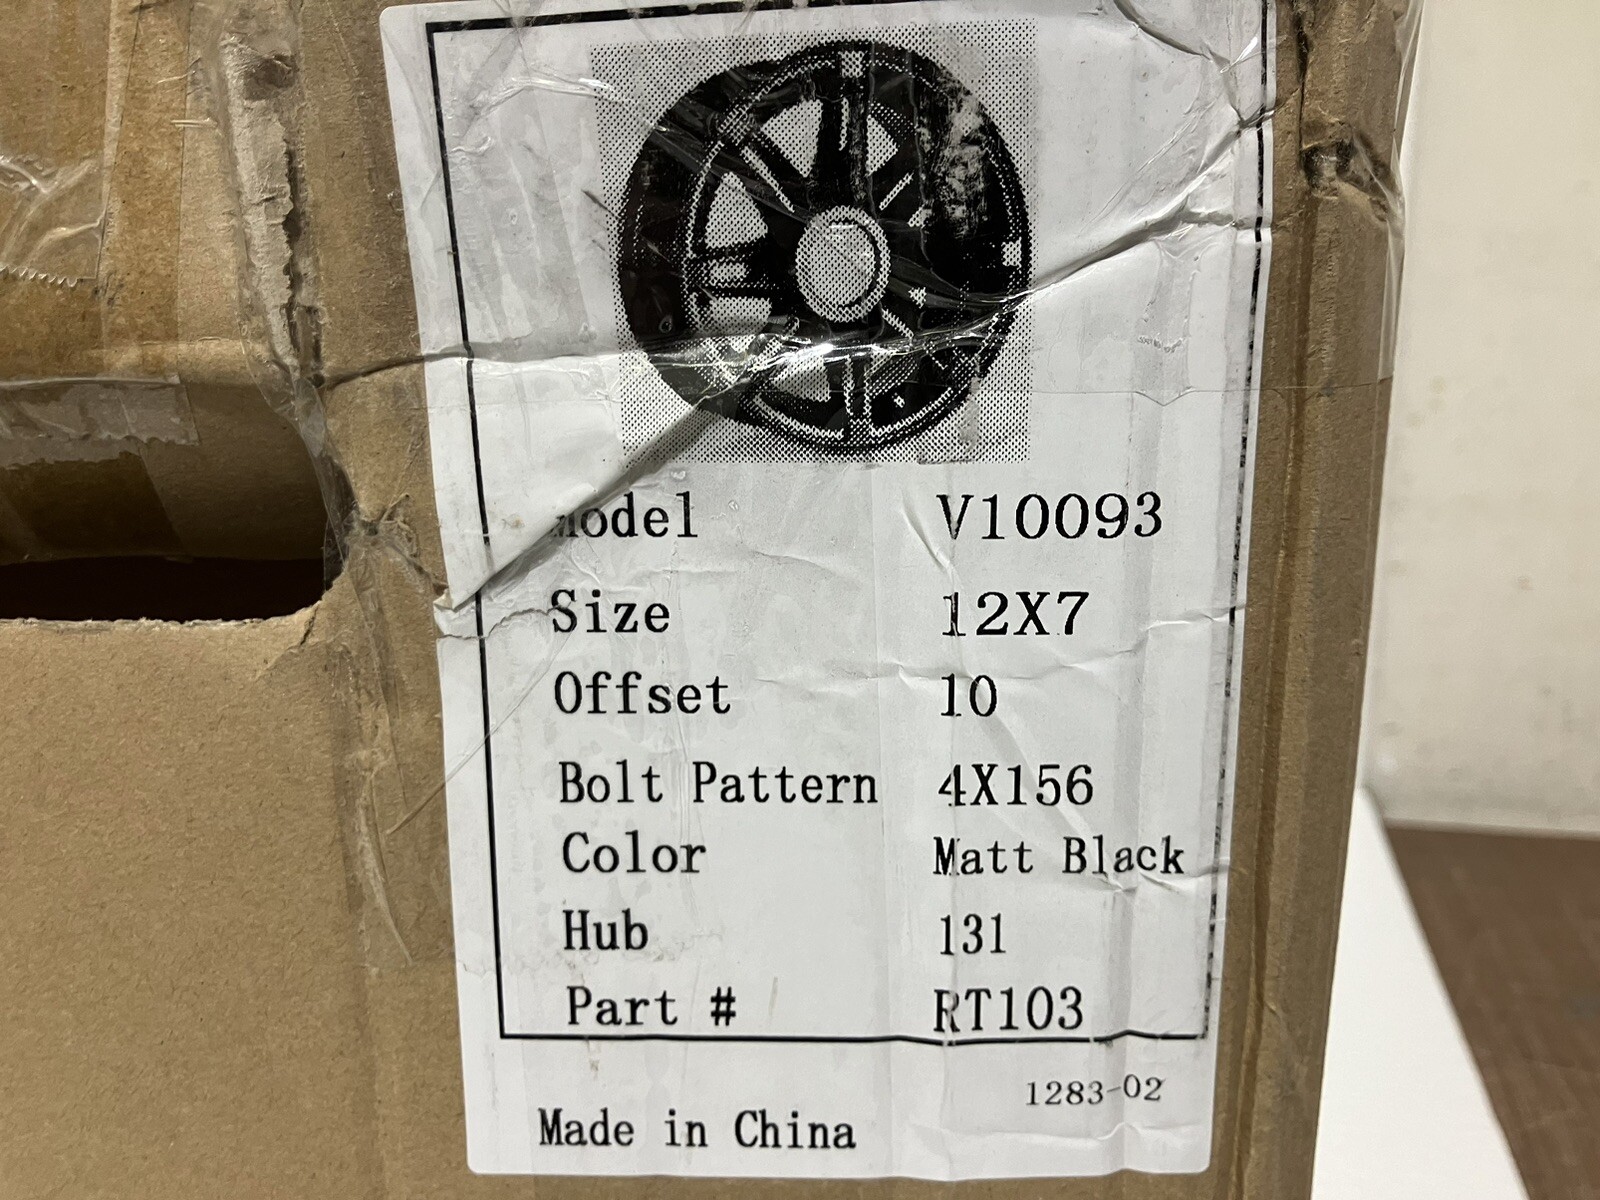 Model V10093
Size 12X7
Offset 10
Bolt Pattern 4X156
Color Matt Black
Hub 131
Part # RT103
1283-02
Made in China